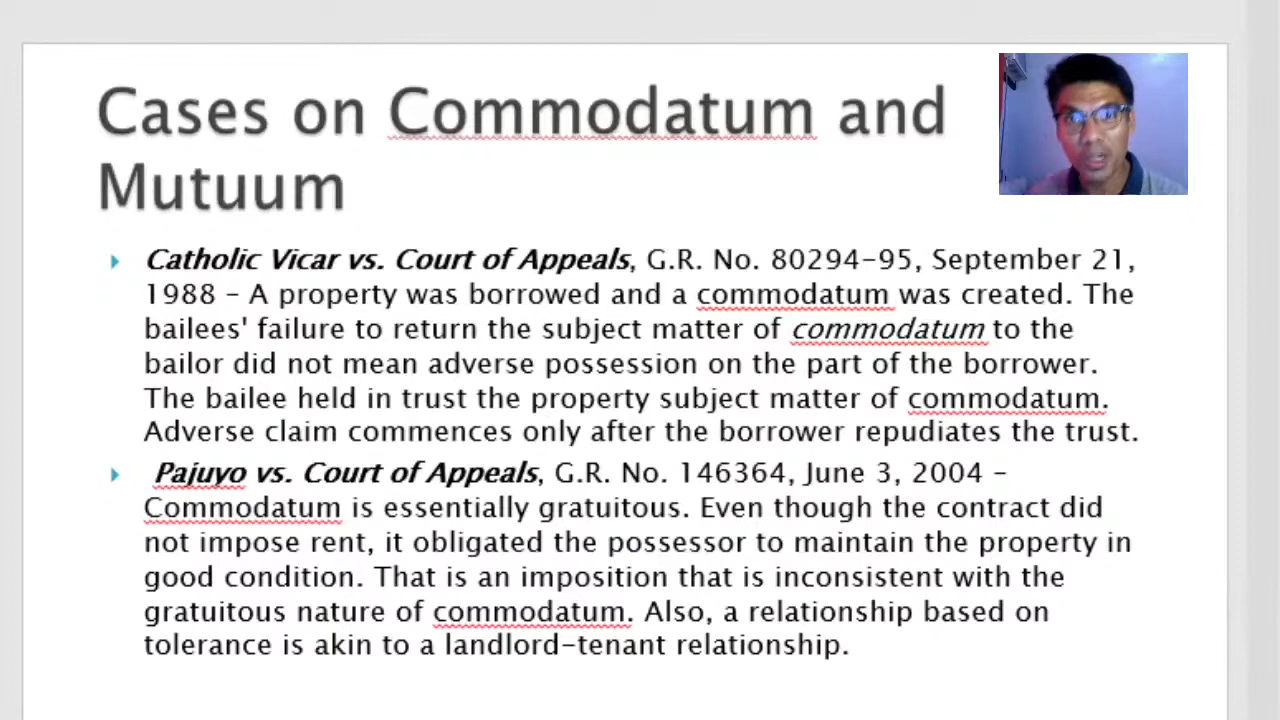 Cases on Commodatum and
Mutuum
Catholic Vicar vs. Court of Appeals, G.R. No. 80294-95, September 21,
1988 – A property was borrowed and a commodatum was created. The
bailees' failure to return the subject matter of commodatum to the
bailor did not mean adverse possession on the part of the borrower.
The bailee held in trust the property subject matter of commodatum.
Adverse claim commences only after the borrower repudiates the trust.
Pajuyo vs. Court of Appeals, G.R. No. 146364, June 3, 2004 –
Commodatum is essentially gratuitous. Even though the contract did
not impose rent, it obligated the possessor to maintain the property in
good condition. That is an imposition that is inconsistent with the
gratuitous nature of commodatum. Also, a relationship based on
tolerance is akin to a landlord-tenant relationship.